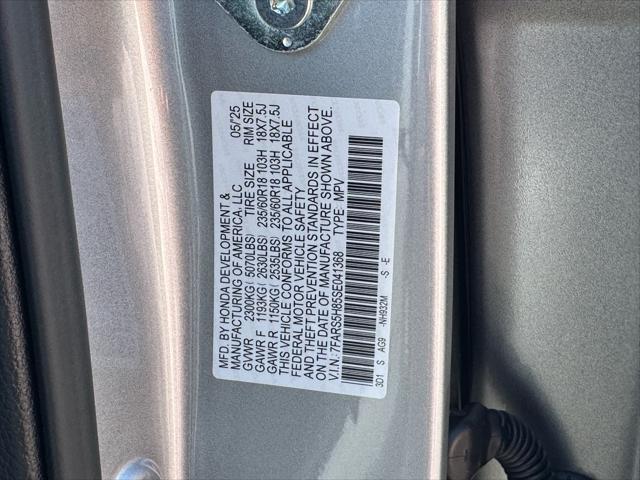 MFD. BY HONDA DEVELOPMENT & 05/'25
MANUFACTURING OF AMERICA, LLC
GVWR 2300KG( 5070LBS) TIRE SIZE RIM SIZE
GAWR F 1193KG( 2630LBS) 235/60R18 103H 18X7.5J
GAWR R 1150KG( 2535LBS) 235/60R18 103H 18X7.5J
THIS VEHICLE CONFORMS TO ALL APPLICABLE
FEDERAL MOTOR VEHICLE SAFETY
AND THEFT PREVENTION STANDARDS IN EFFECT
ON THE DATE OF MANUFACTURE SHOWN ABOVE.
V.I.N.:7FARS5H85SE041368 TYPE: MPV
3D1 S AG9 -NH932M -S -E